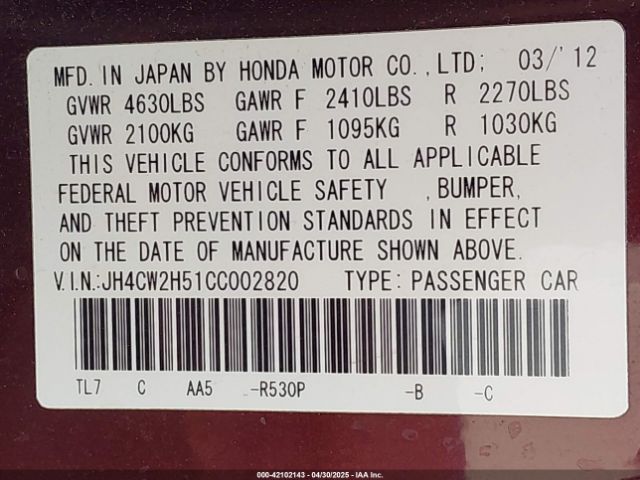 MFD. IN JAPAN BY HONDA MOTOR CO.,LTD; 03/'12
GVWR 4630LBS GAWR F 2410LBS R 2270LBS
GVWR 2100KG GAWR F 1095KG R 1030KG
THIS VEHICLE CONFORMS TO ALL APPLICABLE
FEDERAL MOTOR VEHICLE SAFETY ,BUMPER,
AND THEFT PREVENTION STANDARDS IN EFFECT
ON THE DATE OF MANUFACTURE SHOWN ABOVE.
V.I.N.:JH4CW2H51CC002820 TYPE: PASSENGER CAR
TL7 C AA5 -R530P -B -C
000-42102143 - 04/30/2025 - IAA Inc.